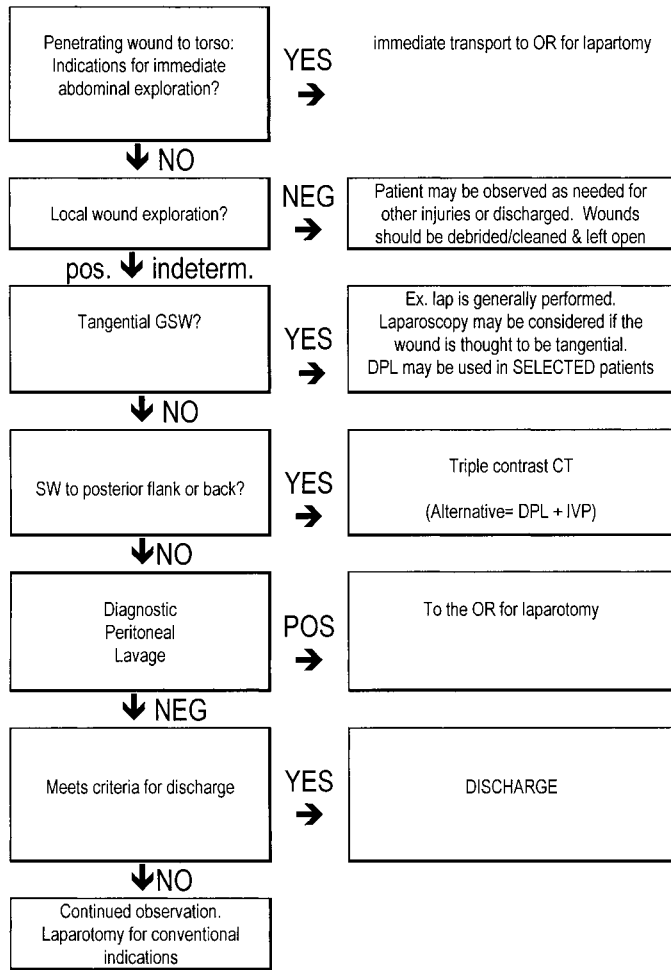 Penetrating wound to torso:
Indications for immediate
abdominal exploration?
YES
immediate transport to OR for lapartomy
NO
Local wound exploration?
NEG
Patient may be observed as needed for
other injuries or discharged. Wounds
should be debrided/cleaned & left open
pos. indeterm.
Tangential GSW?
YES
Ex. lap is generally performed.
Laparoscopy may be considered if the
wound is thought to be tangential.
DPL may be used in SELECTED patients
NO
SW to posterior flank or back?
YES
Triple contrast CT
(Alternative= DPL + IVP)
NO
Diagnostic
Peritoneal
Lavage
POS
To the OR for laparotomy
NEG
Meets criteria for discharge
YES
DISCHARGE
NO
Continued observation.
Laparotomy for conventional
indications